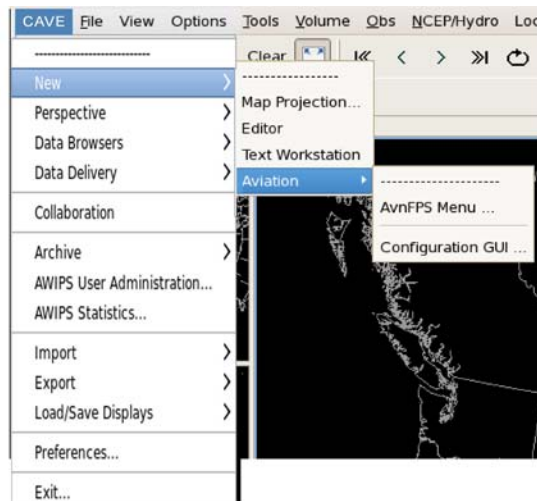 CAVE File View Options Tools Volume Obs NCEP/Hydro Loc
Clear
New
Map Projection...
Editor
Text Workstation
Aviation
AvnFPS Menu ...
Configuration GUI ...
Perspective
Data Browsers
Data Delivery
Collaboration
Archive
AWIPS User Administration...
AWIPS Statistics...
Import
Export
Load/Save Displays
Preferences...
Exit...